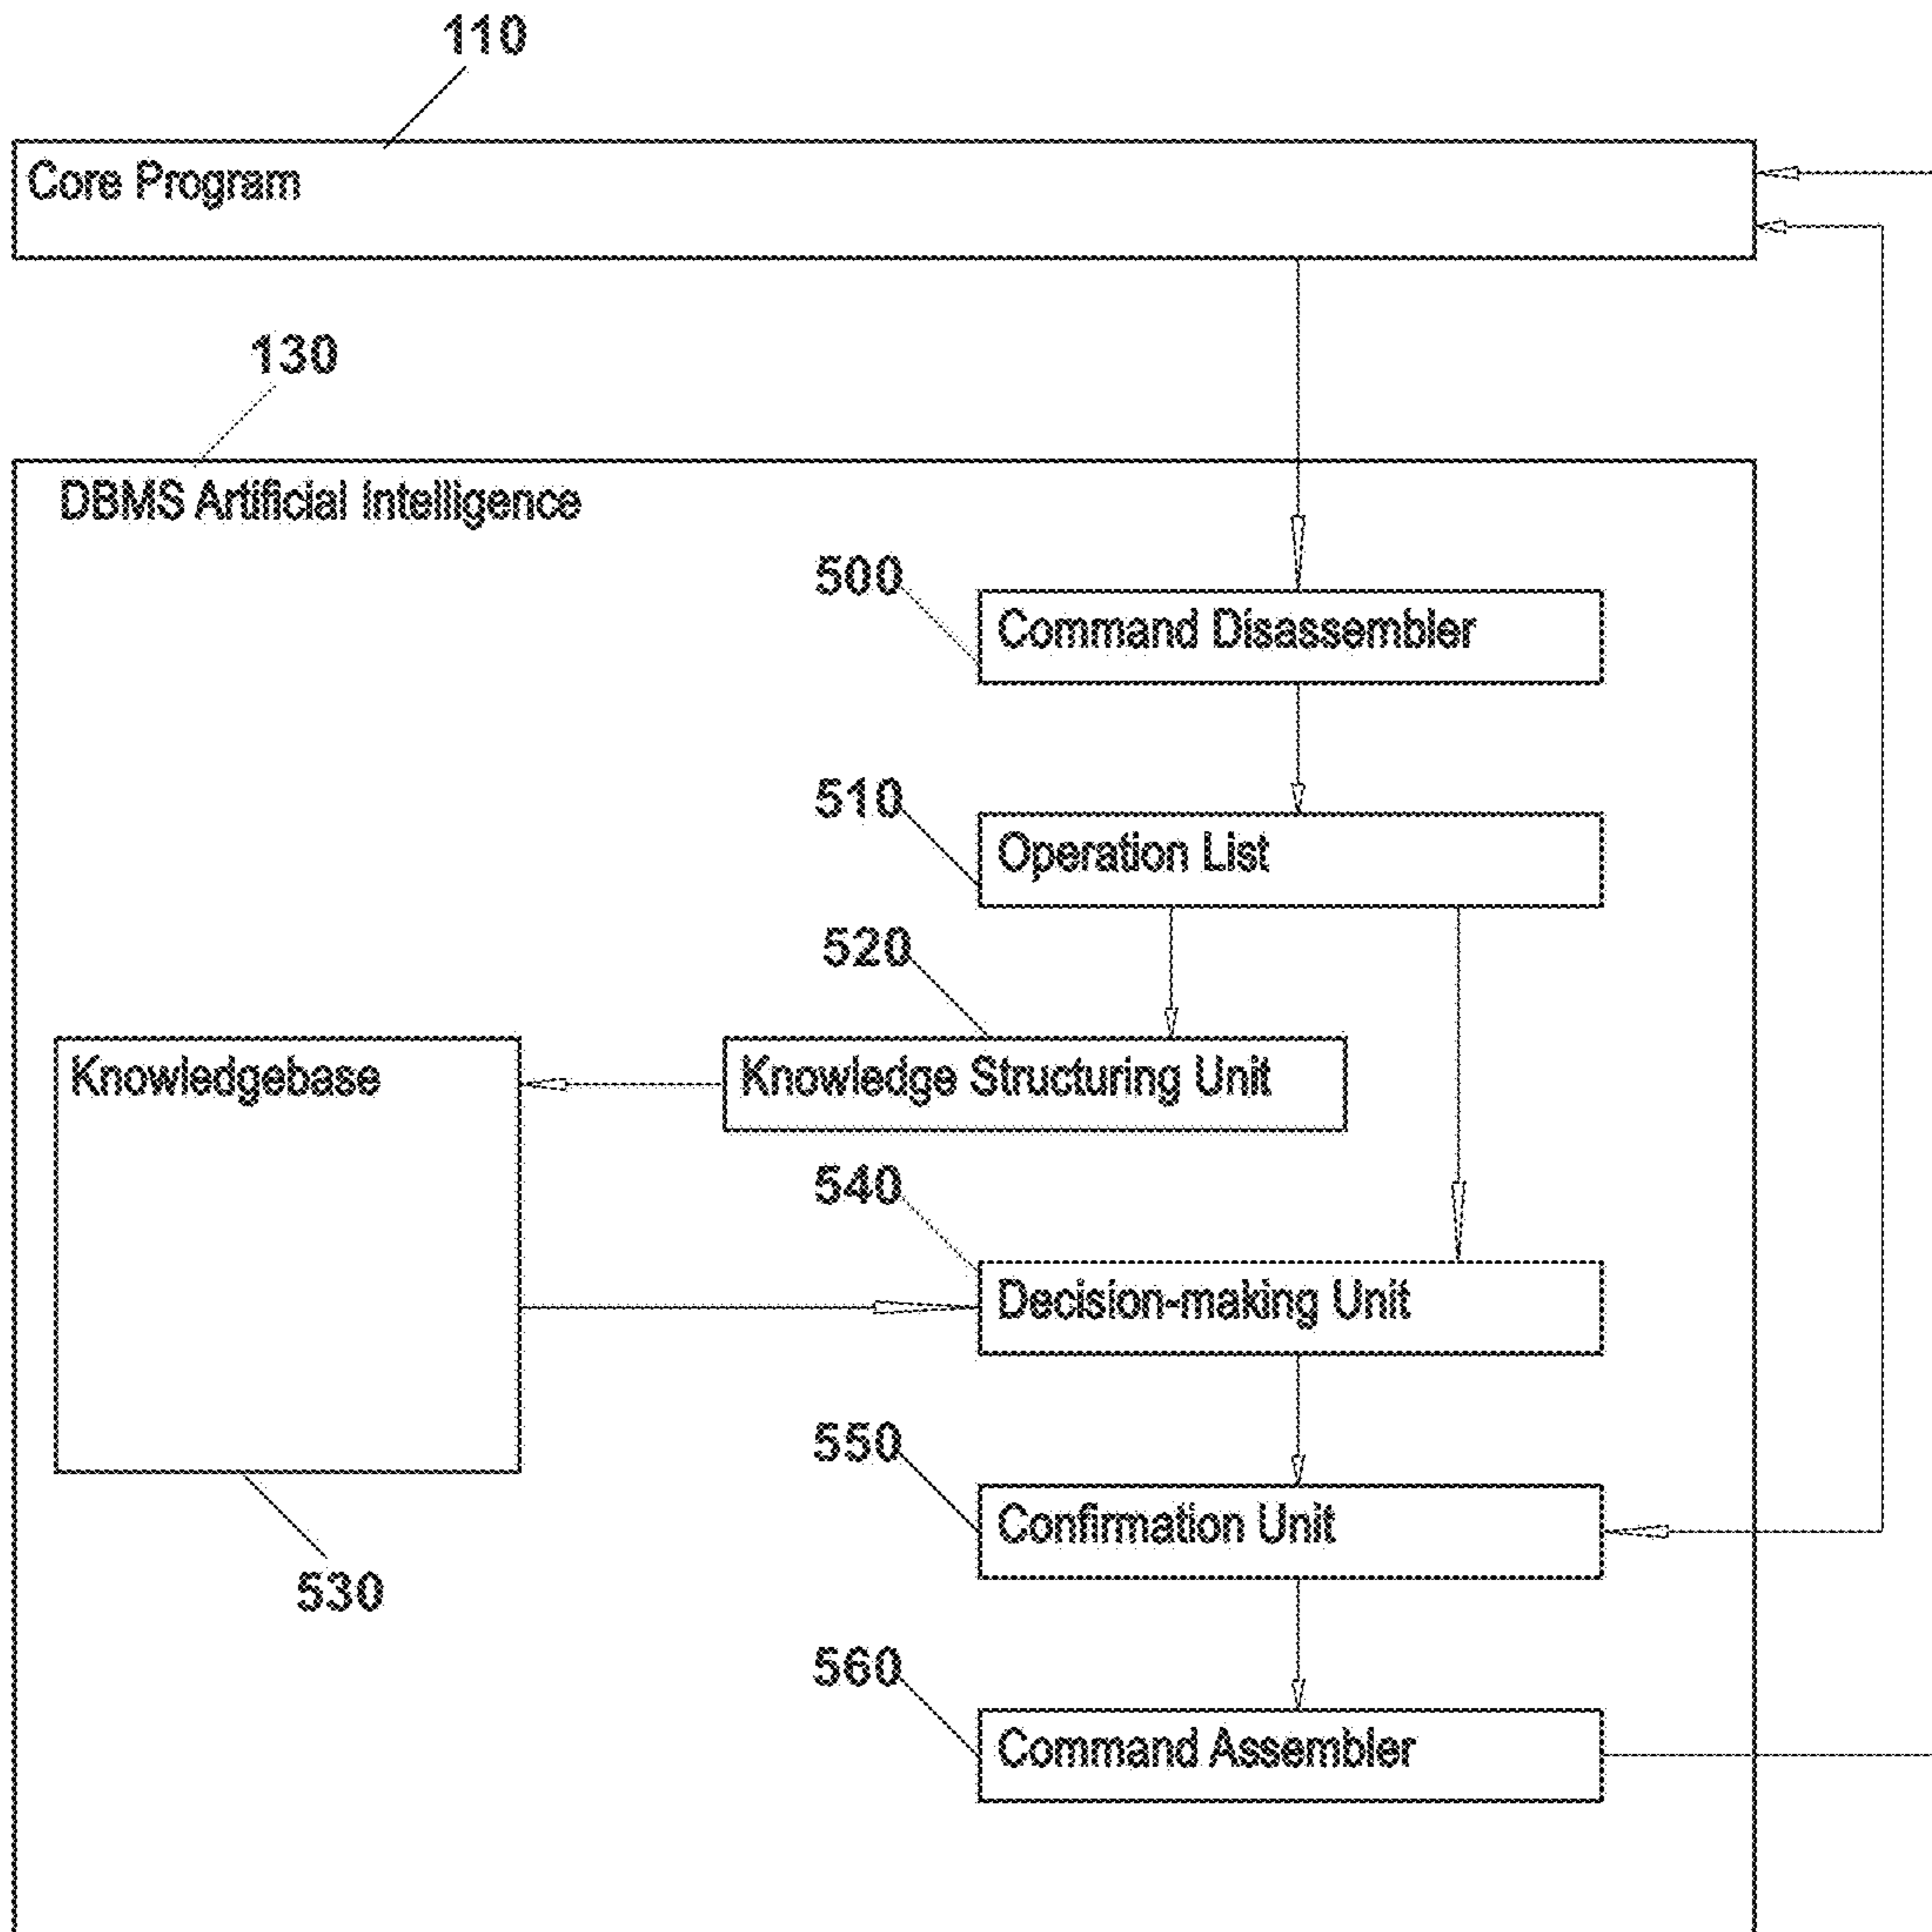 110
Core Program
130
DBMS Artificial Intelligence
500
Command Disassembler
510
Operation List
520
Knowledgebase
Knowledge Structuring Unit
540
Decision-making Unit
550
Confirmation Unit
530
560
Command Assembler